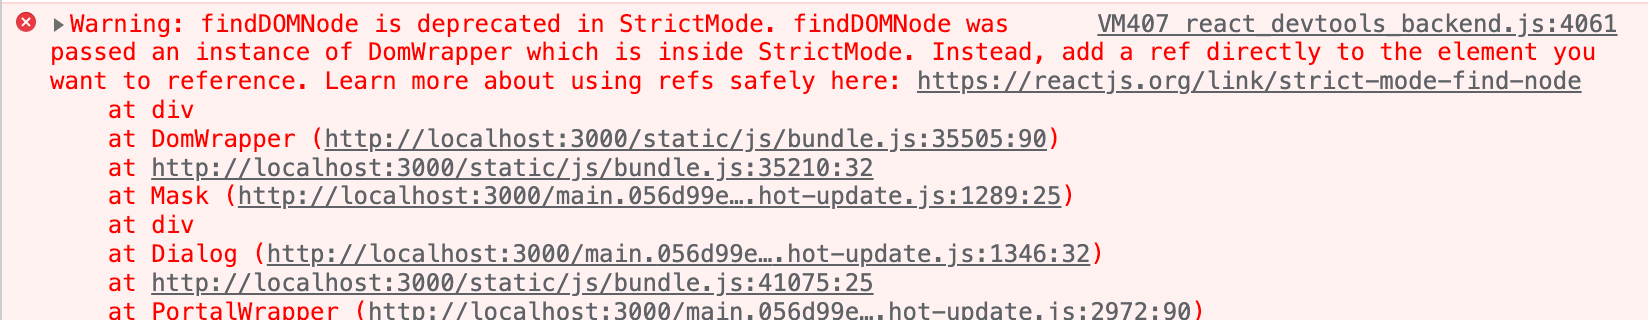 Warning: findDOMNode is deprecated in StrictMode. findDOMNode was VM407 react_devtools_backend.js:4061
passed an instance of DomWrapper which is inside StrictMode. Instead, add a ref directly to the element you
want to reference. Learn more about using refs safely here: https://reactjs.org/link/strict-mode-find-node
at div
at DomWrapper (http://localhost:3000/static/js/bundle.js:35505:90)
at http://localhost:3000/static/js/bundle.js:35210:32
at Mask (http://localhost:3000/main.056d99e….hot-update.js:1289:25)
at div
at Dialog (http://localhost:3000/main.056d99e….hot-update.js:1346:32)
at http://localhost:3000/static/js/bundle.js:41075:25
at PortalWrapper (http://localhost:3000/main.056d99e….hot-update.js:2972:90)